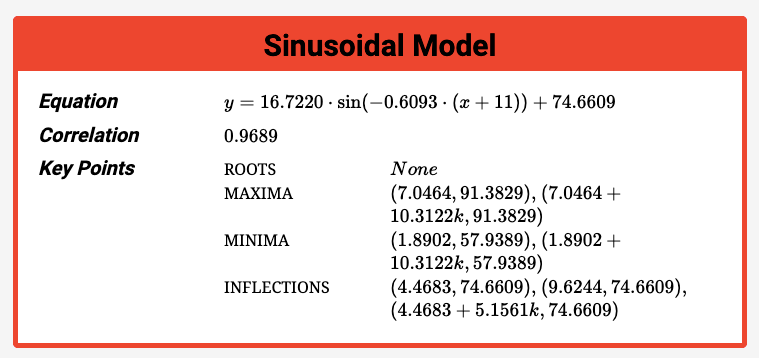 Sinusoidal Model
Equation y = 16.7220 · sin(−0.6093 · (x + 11)) + 74.6609
Correlation 0.9689
Key Points ROOTS None
MAXIMA (7.0464, 91.3829), (7.0464 +
10.3122k, 91.3829)
MINIMA (1.8902, 57.9389), (1.8902 +
10.3122k, 57.9389)
INFLECTIONS (4.4683, 74.6609), (9.6244, 74.6609),
(4.4683 + 5.1561k, 74.6609)